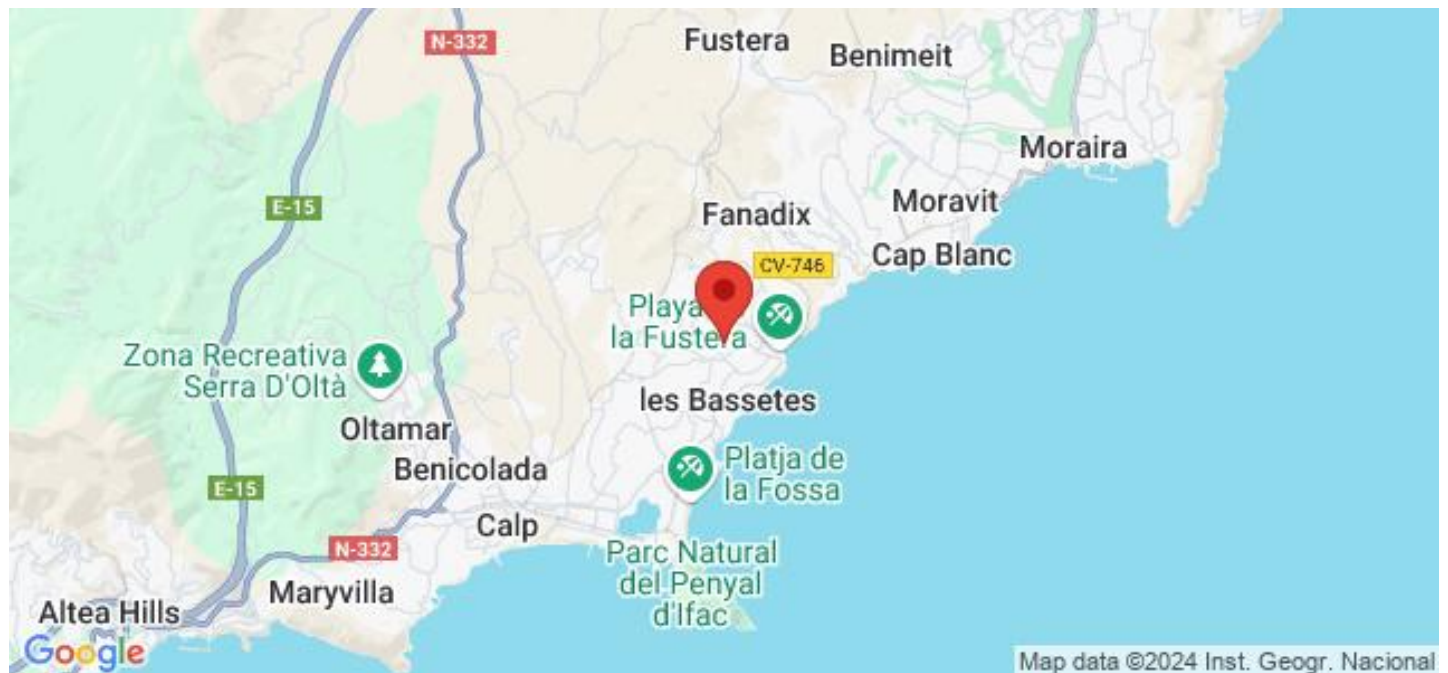 N-332
Fustera
Benimeit
Moraira
E-15
Moravit
Fanadix
Cap Blanc
CV-746
Playa
la Fustera
Zona Recreativa
Serra D'Oltà
les Bassetes
Oltamar
Benicolada
Platja de
la Fossa
E-15
Calp
N-332
Parc Natural
del Penyal
d'Ifac
Maryvilla
Altea Hills
Google
Map data ©2024 Inst. Geogr. Nacional